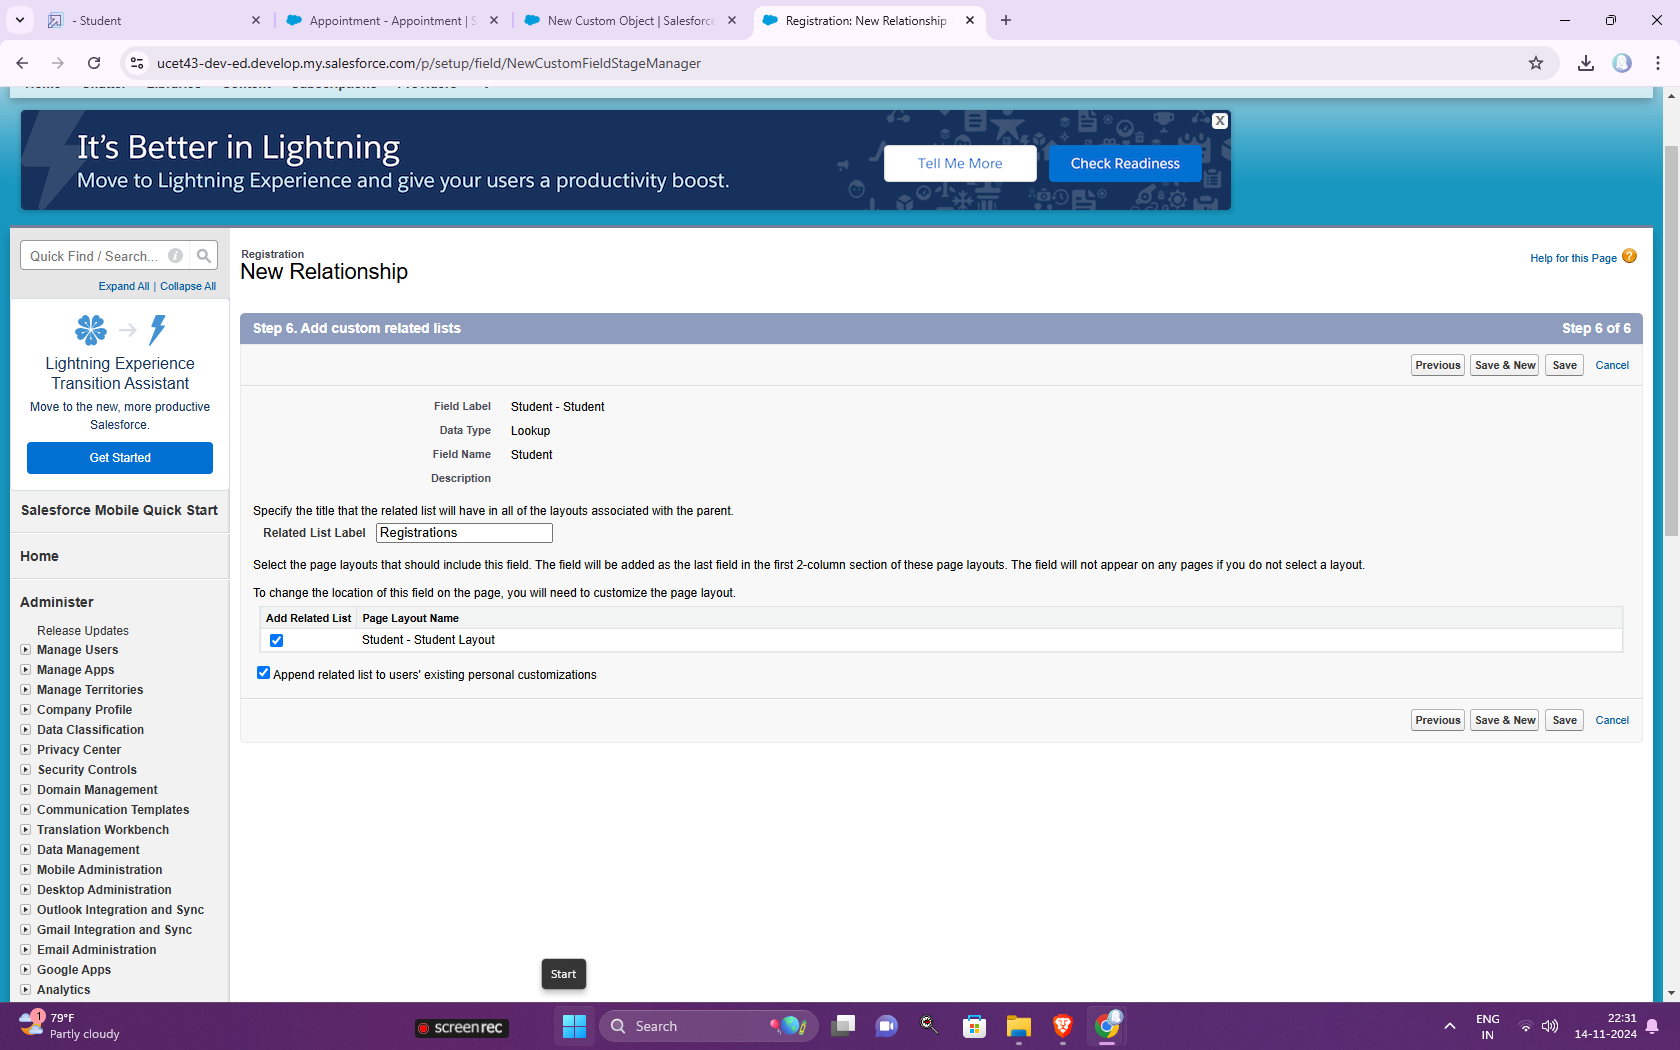 - Student
Appointment - Appointment | S
New Custom Object | Salesforce
Registration: New Relationship
ucet43-dev-ed.develop.my.salesforce.com/p/setup/field/NewCustomFieldStageManager
It's Better in Lightning
Move to Lightning Experience and give your users a productivity boost.
Tell Me More
Check Readiness
X
Quick Find / Search...
Expand All | Collapse All
Lightning Experience
Transition Assistant
Move to the new, more productive
Salesforce.
Get Started
Salesforce Mobile Quick Start
Home
Administer
Release Updates
Manage Users
Manage Apps
Manage Territories
Company Profile
Data Classification
Privacy Center
Security Controls
Domain Management
Communication Templates
Translation Workbench
Data Management
Mobile Administration
Desktop Administration
Outlook Integration and Sync
Gmail Integration and Sync
Email Administration
Google Apps
Analytics
Registration
New Relationship
Help for this Page ?
Step 6. Add custom related lists
Step 6 of 6
Previous Save & New Save Cancel
Field Label Student - Student
Data Type Lookup
Field Name Student
Description
Specify the title that the related list will have in all of the layouts associated with the parent.
Related List Label Registrations
Select the page layouts that should include this field. The field will be added as the last field in the first 2-column section of these page layouts. The field will not appear on any pages if you do not select a layout.
To change the location of this field on the page, you will need to customize the page layout.
Add Related List Page Layout Name
Student - Student Layout
Append related list to users' existing personal customizations
Previous Save & New Save Cancel
Start
1
79°F
Partly cloudy
screenrec
Search
ENG
IN
22:31
14-11-2024